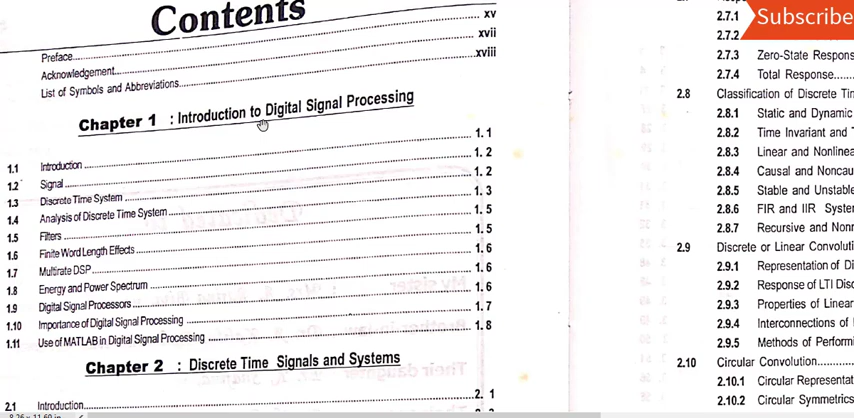 Contents
Preface.....xv
Acknowledgement.....xvii
List of Symbols and Abbreviations.....xviii
Chapter 1 : Introduction to Digital Signal Processing
1.1 Introduction.....1. 1
1.2 Signal.....1. 2
1.3 Discrete Time System.....1. 2
1.4 Analysis of Discrete Time System.....1. 3
1.5 Filters.....1. 5
1.6 Finite Word Length Effects.....1. 5
1.7 Multirate DSP.....1. 6
1.8 Energy and Power Spectrum.....1. 6
1.9 Digital Signal Processors.....1. 6
1.10 Importance of Digital Signal Processing.....1. 7
1.11 Use of MATLAB in Digital Signal Processing.....1. 8
Chapter 2 : Discrete Time Signals and Systems
2.1 Introduction.....2. 1
8.26 x 11.69 in
Subscribe
2.7.1
2.7.2
2.7.3 Zero-State Respons
2.7.4 Total Response.....
2.8 Classification of Discrete Tin
2.8.1 Static and Dynamic
2.8.2 Time Invariant and
2.8.3 Linear and Nonlinea
2.8.4 Causal and Noncau
2.8.5 Stable and Unstable
2.8.6 FIR and IIR Syster
2.8.7 Recursive and Nonr
2.9 Discrete or Linear Convoluti
2.9.1 Representation of Di
2.9.2 Response of LTI Disc
2.9.3 Properties of Linear
2.9.4 Interconnections of
2.9.5 Methods of Performi
2.10 Circular Convolution.....
2.10.1 Circular Representat
2.10.2 Circular Symmetrics